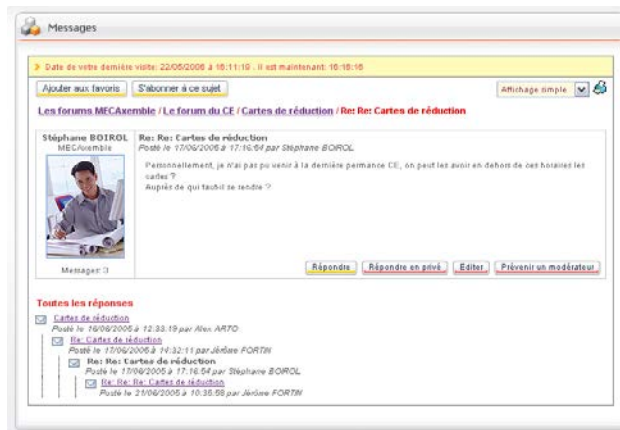 Messages
Date de votre dernière visite: 22/06/2006 à 16:11:10 . Il est maintenant: 16:16:16
Ajouter aux favoris S'abonner à ce sujet Affichage simple
Les forums MECAxemble / Le forum du CE / Cartes de réduction / Re: Re: Cartes de réduction
Stéphane BOIROL
MECAxemble
Messages: 3
Re: Re: Cartes de réduction
Posté le 17/06/2005 à 17:16:54 par Stéphane BOIROL
Personnellement, je n'ai pas pu venir à la dernière permance CE, on peut les avoir en dehors de ces horaires les
cartes ?
Auprès de qui faut-il se rendre ?
Répondre Répondre en privé Editer Prévenir un modérateur
Toutes les réponses
Cartes de réduction
Posté le 16/06/2005 à 12:33:19 par Alex ARTO
Re: Cartes de réduction
Posté le 17/06/2005 à 14:32:11 par Jérôme FORTIN
Re: Re: Cartes de réduction
Posté le 17/06/2005 à 17:16:54 par Stéphane BOIROL
Re: Re: Re: Cartes de réduction
Posté le 21/06/2005 à 10:35:58 par Jérôme FORTIN